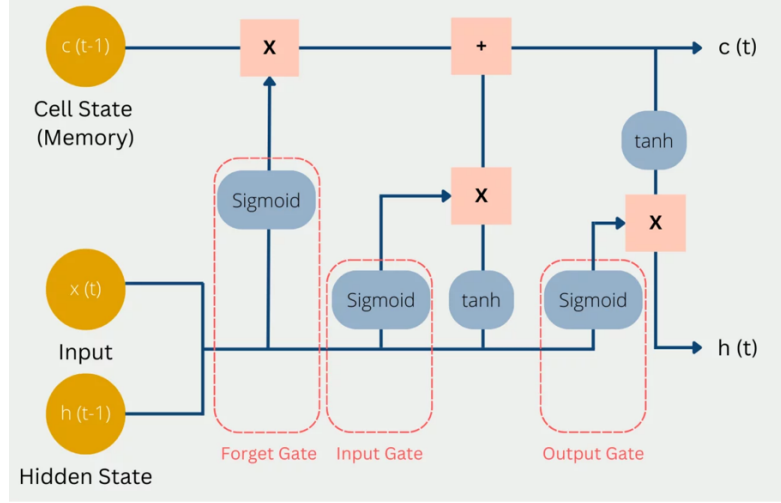 c (t-1)
X
+
c (t)
Cell State
(Memory)
tanh
Sigmoid
X
X
x (t)
Sigmoid
tanh
Sigmoid
Input
h (t)
h (t-1)
Forget Gate
Input Gate
Output Gate
Hidden State